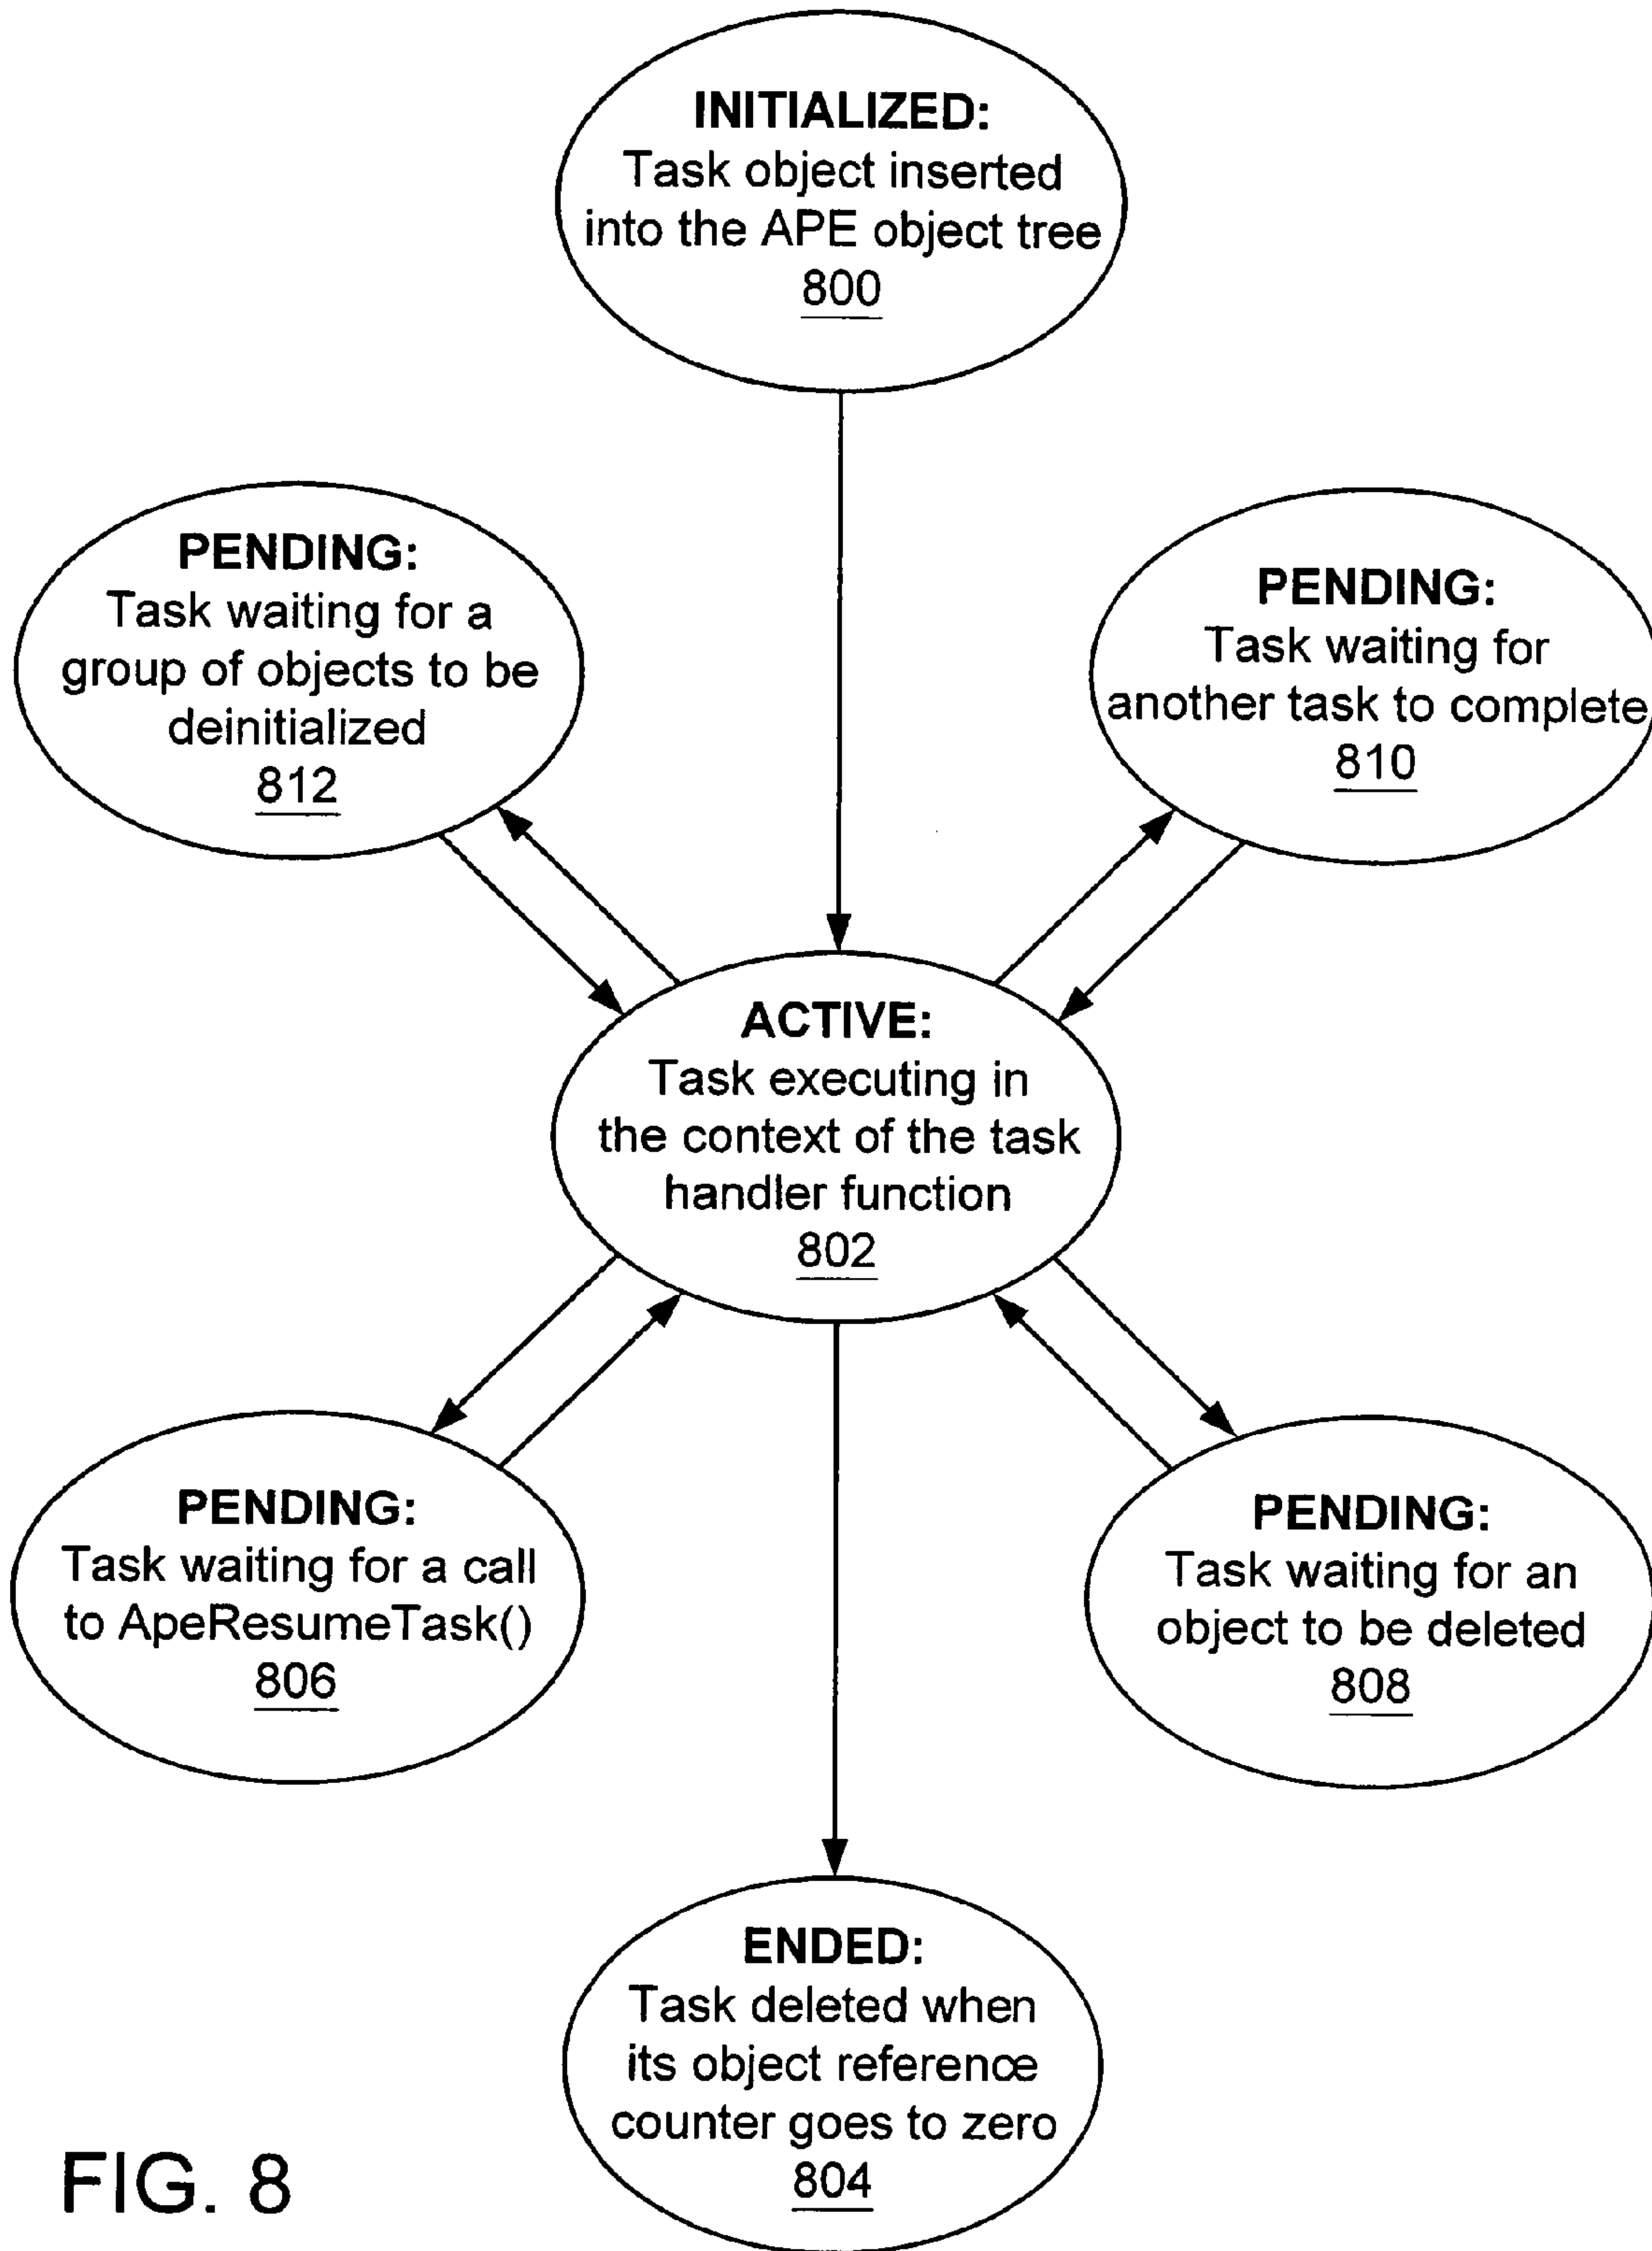 INITIALIZED:
Task object inserted
into the APE object tree
800
PENDING:
Task waiting for a
group of objects to be
deinitialized
812
PENDING:
Task waiting for
another task to complete
810
ACTIVE:
Task executing in
the context of the task
handler function
802
PENDING:
Task waiting for a call
to ApeResumeTask()
806
PENDING:
Task waiting for an
object to be deleted
808
ENDED:
Task deleted when
its object reference
counter goes to zero
804
FIG. 8